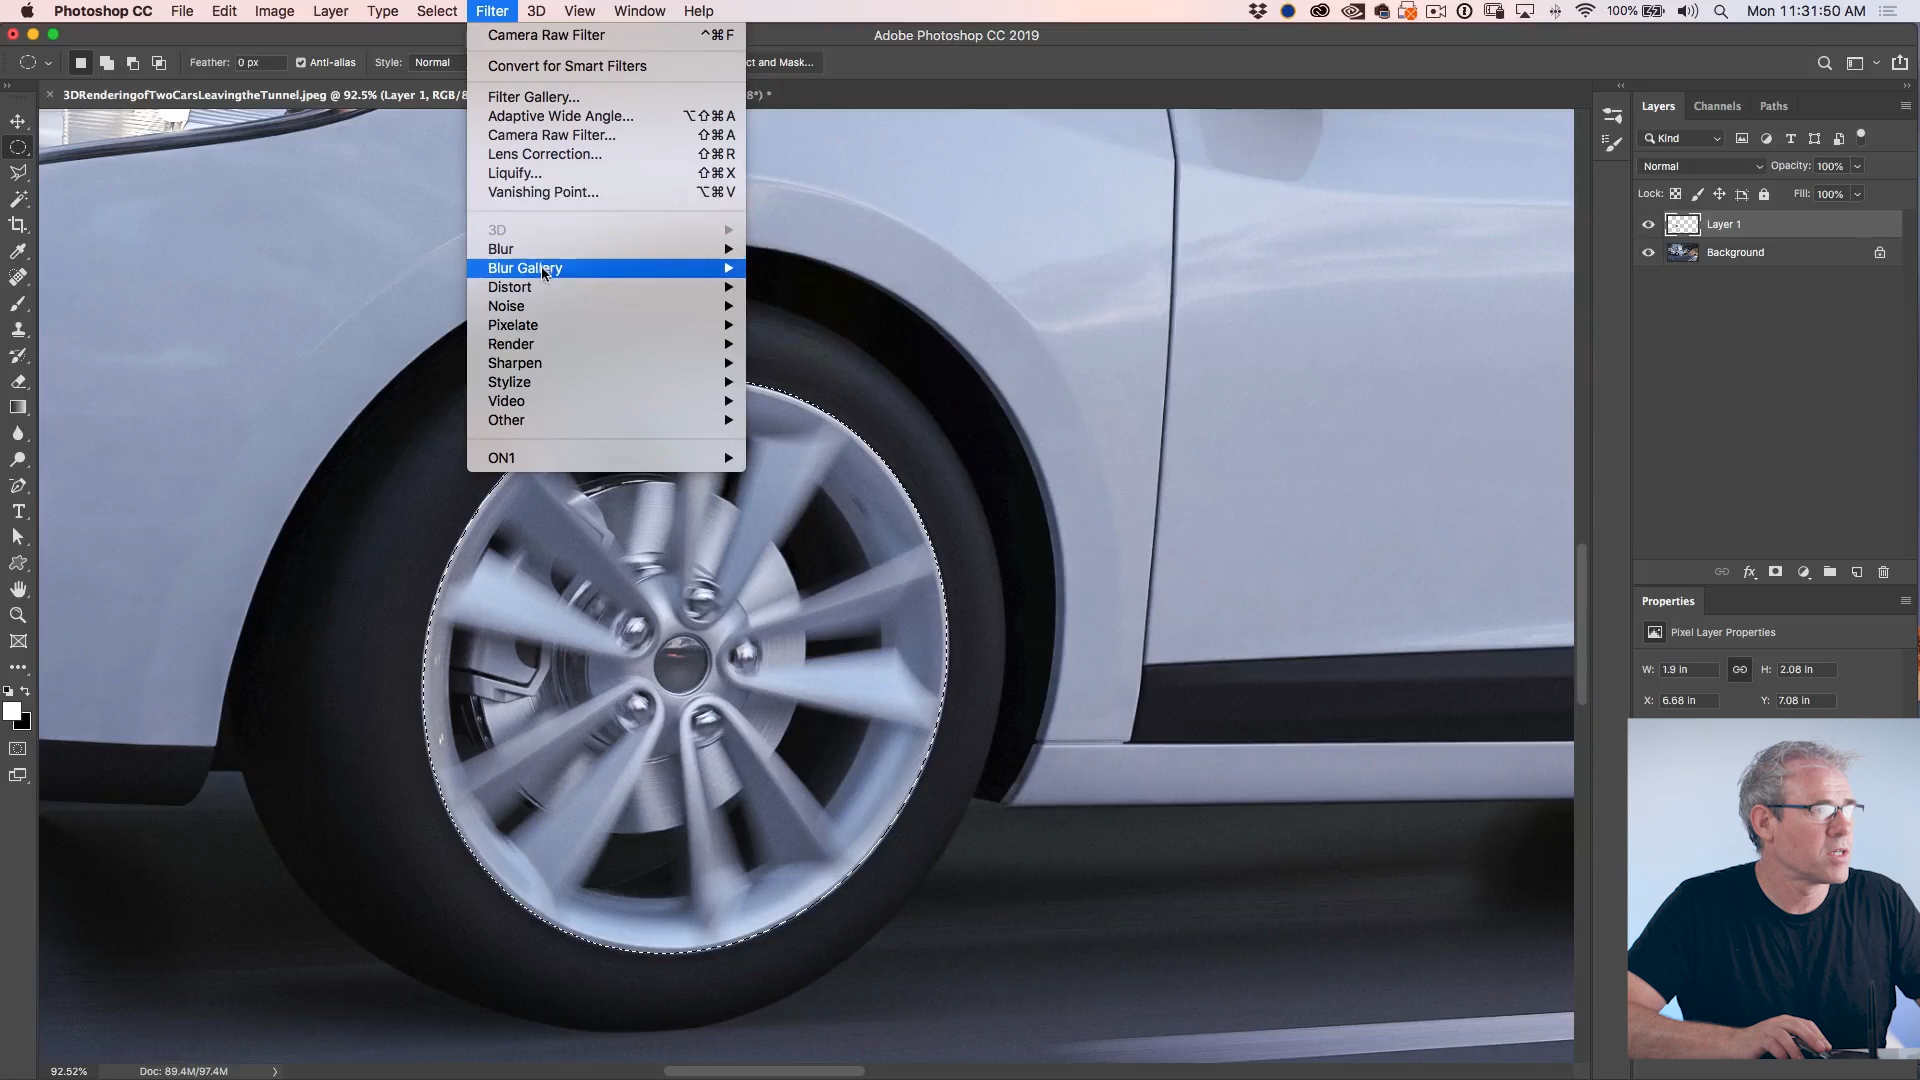 Photoshop CC File Edit Image Layer Type Select Filter 3D View Window Help 100% Mon 11:31:50 AM
Adobe Photoshop CC 2019
Feather: 0 px Anti-alias Style: Normal ct and Mask...
3DRenderingofTwoCarsLeavingtheTunnel.jpeg @ 92.5% (Layer 1, RGB/8 8*) *
Camera Raw Filter ^⌘F
Convert for Smart Filters
Filter Gallery...
Adaptive Wide Angle... ⌥⇧⌘A
Camera Raw Filter... ⇧⌘A
Lens Correction... ⇧⌘R
Liquify... ⇧⌘X
Vanishing Point... ⌥⌘V
3D
Blur
Blur Gallery
Distort
Noise
Pixelate
Render
Sharpen
Stylize
Video
Other
ON1
Layers Channels Paths
Kind
Normal Opacity: 100%
Lock: Fill: 100%
Layer 1
Background
fx
Properties
Pixel Layer Properties
W: 1.9 in H: 2.08 in
X: 6.68 in Y: 7.08 in
92.52% Doc: 89.4M/97.4M